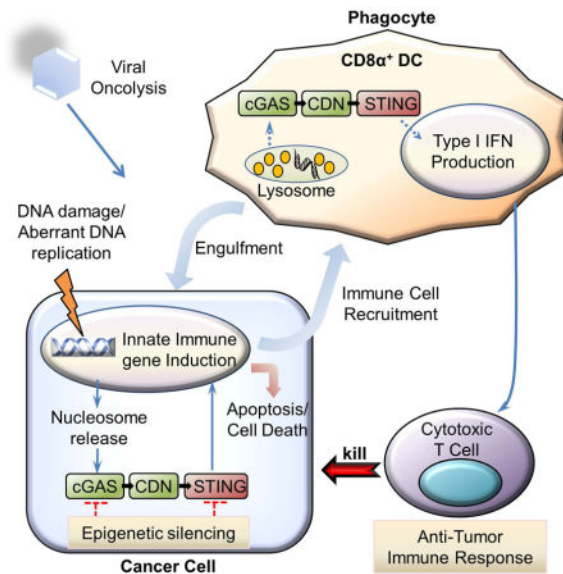 Phagocyte
CD8α⁺ DC
cGAS CDN STING
Viral
Oncolysis
Type I IFN
Production
Lysosome
DNA damage/
Aberrant DNA
replication
Engulfment
Immune Cell
Recruitment
Innate Immune
gene Induction
Nucleosome
release
Apoptosis/
Cell Death
Cytotoxic
T Cell
kill
cGAS CDN STING
Epigenetic silencing
Cancer Cell
Anti-Tumor
Immune Response